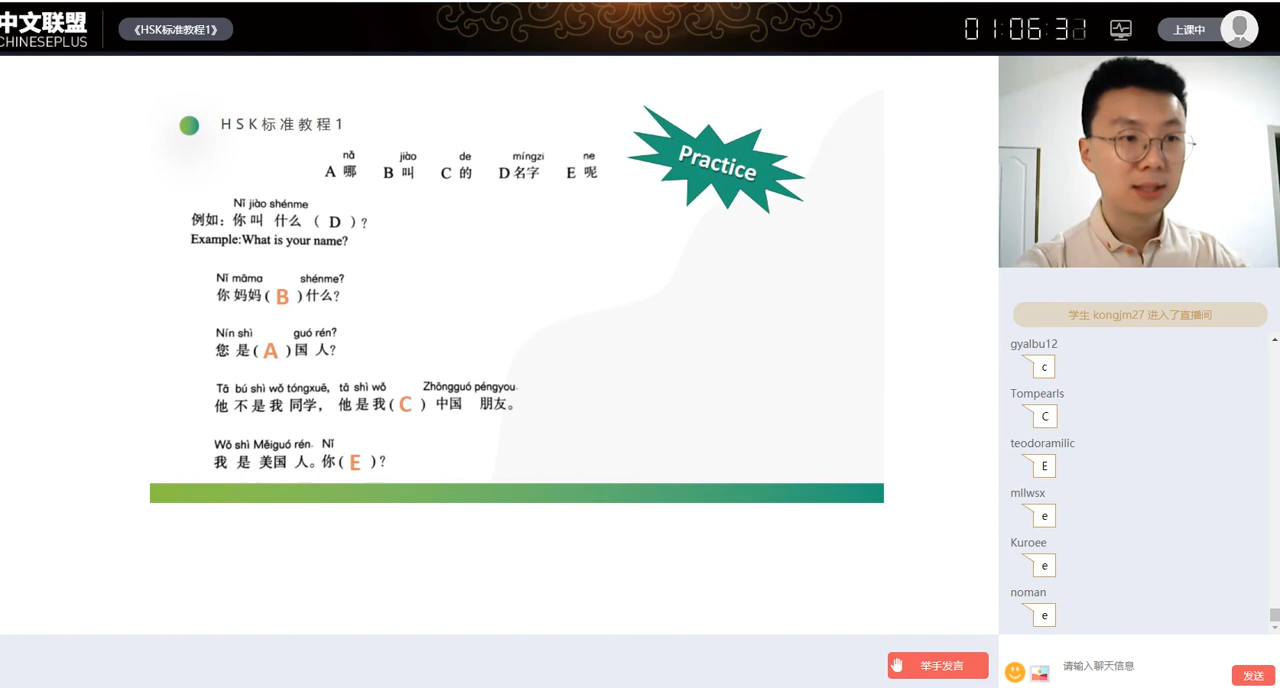 中文联盟
CHINESEPLUS
《HSK标准教程1》
01:06:31
上课中
HSK标准教程1
Practice
nǎ jiào de míngzi ne
A 哪 B 叫 C 的 D 名字 E 呢
Nǐ jiào shénme
例如: 你叫 什么 ( D )?
Example:What is your name?
Nǐ māma shénme?
你 妈妈 ( B ) 什么?
Nín shì guó rén?
您 是 ( A ) 国 人?
Tā bú shì wǒ tóngxué, tā shì wǒ Zhōngguó péngyou.
他 不 是 我 同学, 他 是 我 ( C ) 中国 朋友。
Wǒ shì Měiguó rén. Nǐ
我 是 美国 人。你 ( E )?
学生 kongjm27 进入了直播间
gyalbu12
c
Tompearls
C
teodoramilic
E
mllwsx
e
Kuroee
e
noman
e
举手发言
请输入聊天信息
发送